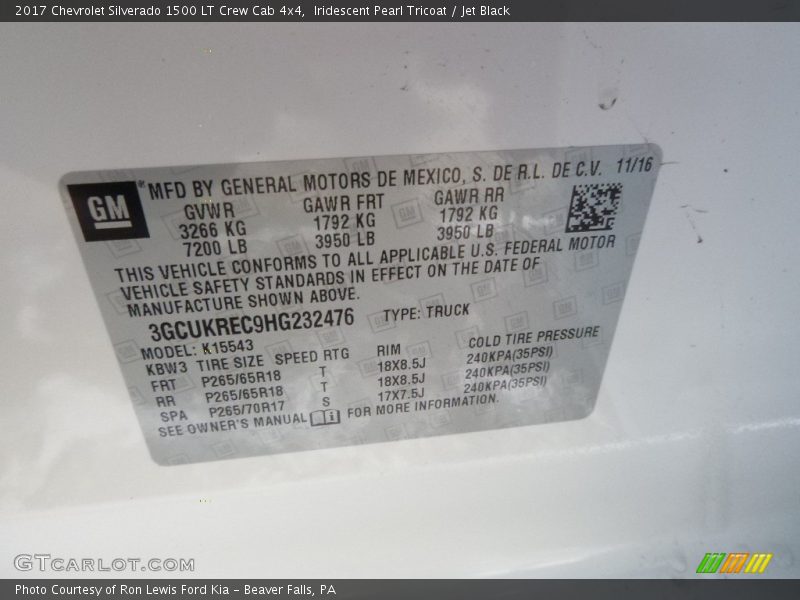 2017 Chevrolet Silverado 1500 LT Crew Cab 4x4,  Iridescent Pearl Tricoat / Jet Black
GM
MFD BY GENERAL MOTORS DE MEXICO, S. DE R.L. DE C.V. 11/16
GVWR GAWR FRT GAWR RR
3266 KG 1792 KG 1792 KG
7200 LB 3950 LB 3950 LB
THIS VEHICLE CONFORMS TO ALL APPLICABLE U.S. FEDERAL MOTOR
VEHICLE SAFETY STANDARDS IN EFFECT ON THE DATE OF
MANUFACTURE SHOWN ABOVE.
3GCUKREC9HG232476 TYPE: TRUCK
MODEL: K15543
KBW3 TIRE SIZE SPEED RTG RIM COLD TIRE PRESSURE
FRT P265/65R18 T 18X8.5J 240KPA(35PSI)
RR P265/65R18 T 18X8.5J 240KPA(35PSI)
SPA P265/70R17 S 17X7.5J 240KPA(35PSI)
SEE OWNER'S MANUAL FOR MORE INFORMATION.
GTcarlot.com
Photo Courtesy of Ron Lewis Ford Kia – Beaver Falls, PA